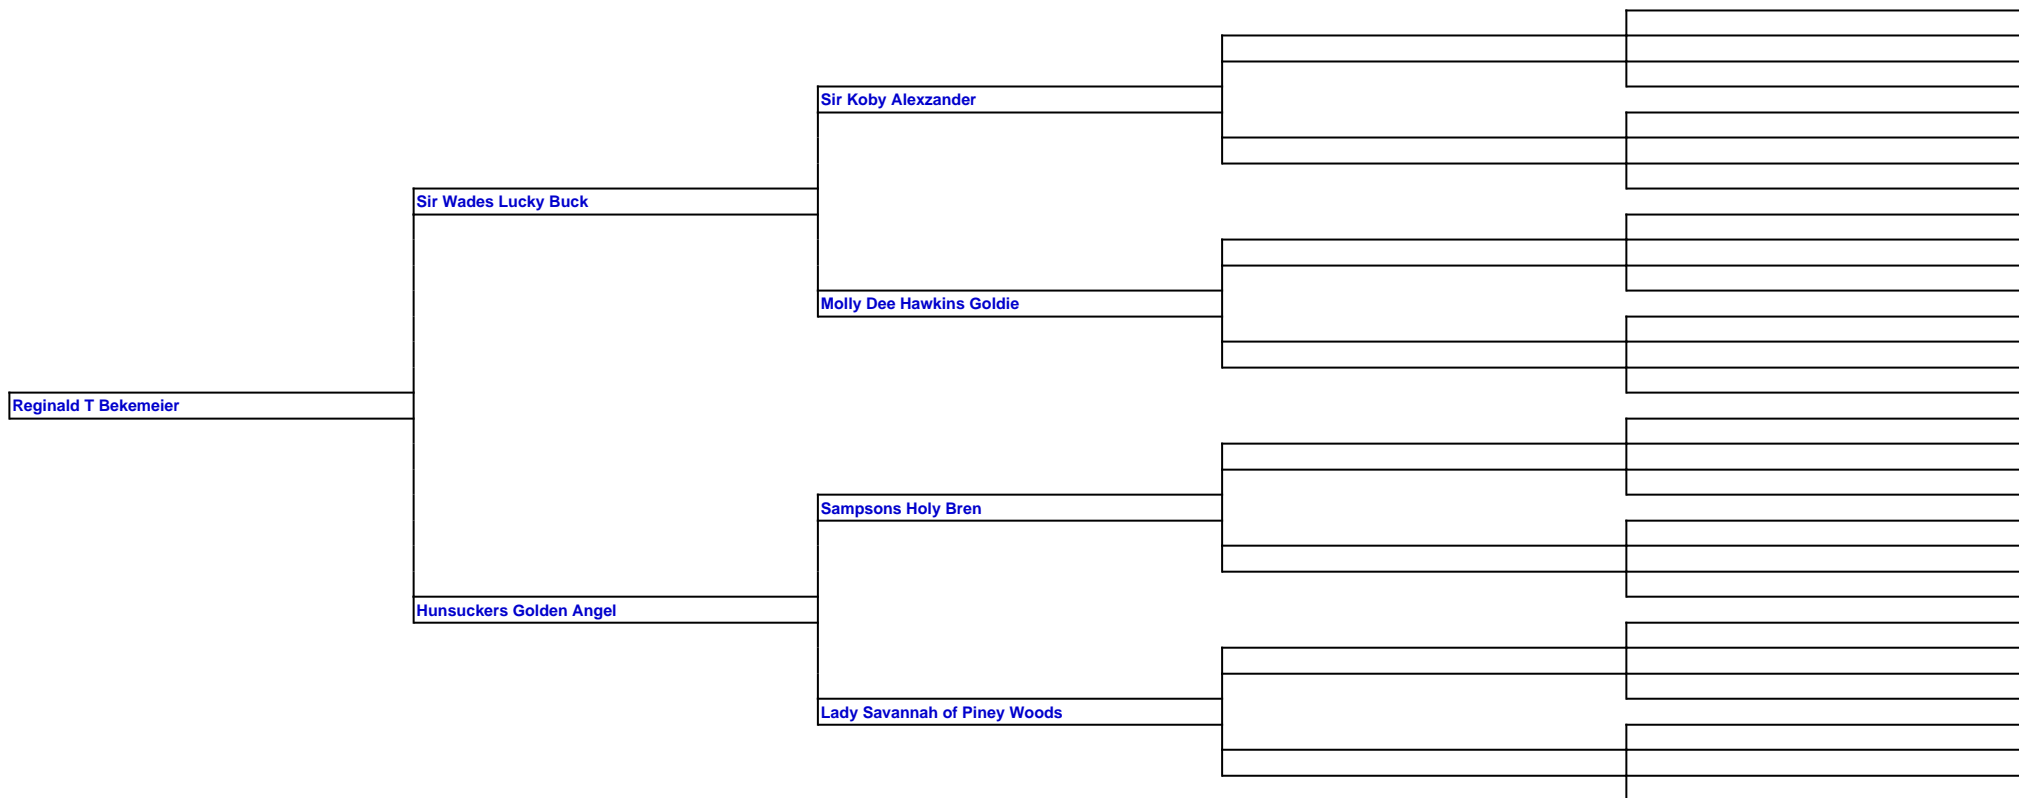 Sir Koby Alexzander
Sir Wades Lucky Buck
Molly Dee Hawkins Goldie
Reginald T Bekemeier
Sampsons Holy Bren
Hunsuckers Golden Angel
Lady Savannah of Piney Woods